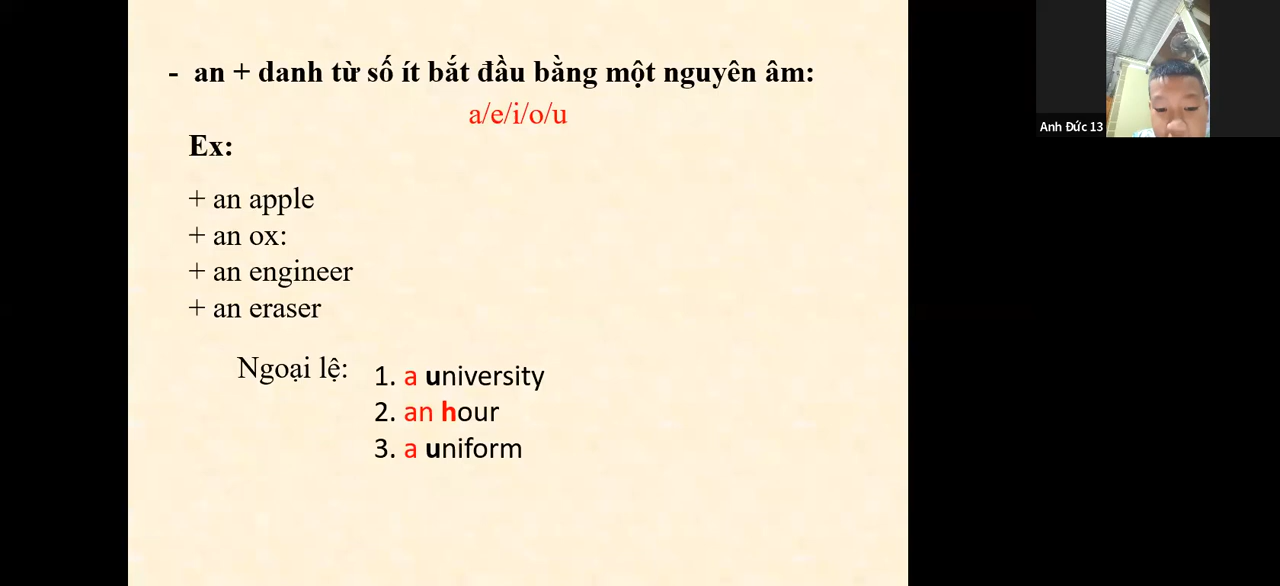 - an + danh từ số ít bắt đầu bằng một nguyên âm:
a/e/i/o/u
Ex:
+ an apple
+ an ox:
+ an engineer
+ an eraser
Ngoại lệ:
1. a university
2. an hour
3. a uniform
Anh Đức 13